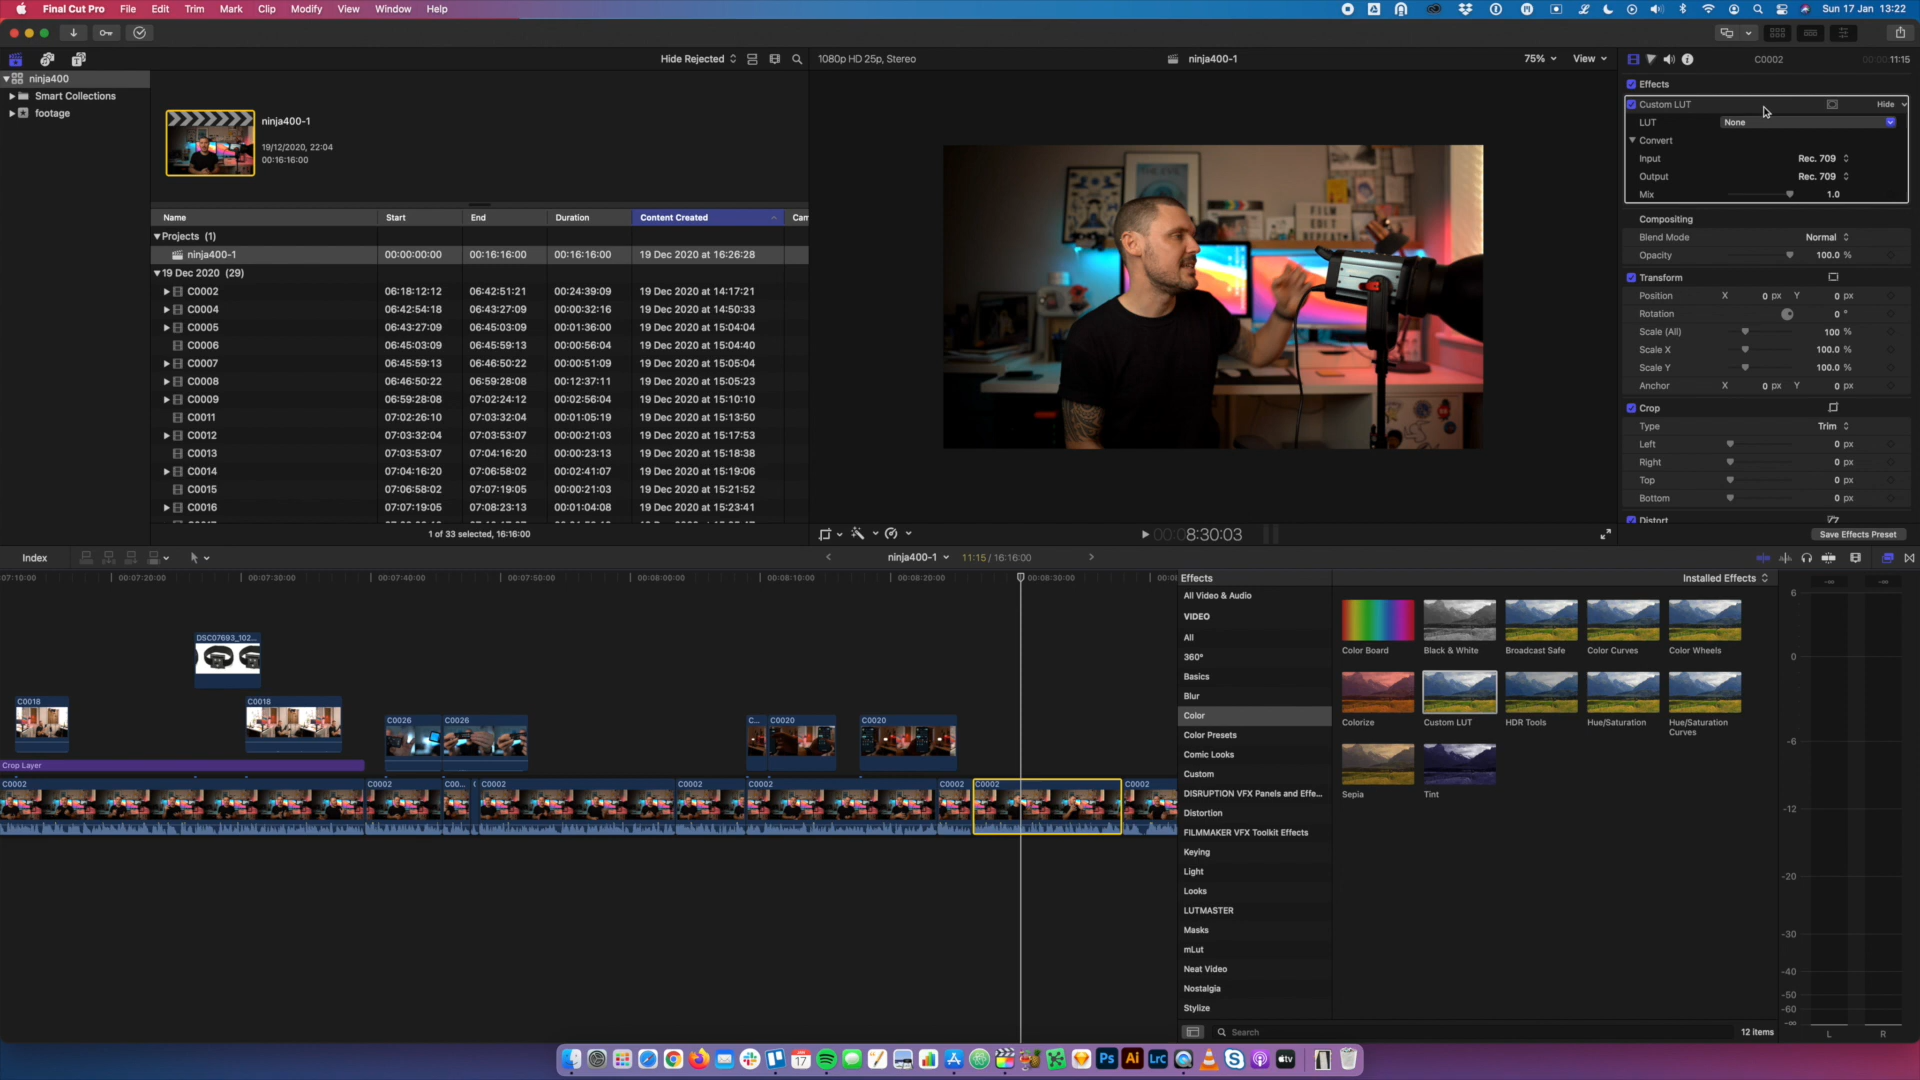 Final Cut Pro File Edit Trim Mark Clip Modify View Window Help
Sun 17 Jan 13:22
Hide Rejected
1080p HD 25p, Stereo
ninja400-1
75%
View
C0002
11:15
ninja400
Smart Collections
footage
ninja400-1
19/12/2020, 22:04
00:16:16:00
Name Start End Duration Content Created Cam
Projects (1)
ninja400-1 00:00:00:00 00:16:16:00 00:16:16:00 19 Dec 2020 at 16:26:28
19 Dec 2020 (29)
C0002 06:18:12:12 06:42:51:21 00:24:39:09 19 Dec 2020 at 14:17:21
C0004 06:42:54:18 06:43:27:09 00:00:32:16 19 Dec 2020 at 14:50:33
C0005 06:43:27:09 06:45:03:09 00:01:36:00 19 Dec 2020 at 15:04:04
C0006 06:45:03:09 06:45:59:13 00:00:56:04 19 Dec 2020 at 15:04:40
C0007 06:45:59:13 06:46:50:22 00:00:51:09 19 Dec 2020 at 15:05:04
C0008 06:46:50:22 06:59:28:08 00:12:37:11 19 Dec 2020 at 15:05:23
C0009 06:59:28:08 07:02:24:12 00:02:56:04 19 Dec 2020 at 15:10:10
C0011 07:02:26:10 07:03:32:04 00:01:05:19 19 Dec 2020 at 15:13:50
C0012 07:03:32:04 07:03:53:07 00:00:21:03 19 Dec 2020 at 15:17:53
C0013 07:03:53:07 07:04:16:20 00:00:23:13 19 Dec 2020 at 15:18:38
C0014 07:04:16:20 07:06:58:02 00:02:41:07 19 Dec 2020 at 15:19:06
C0015 07:06:58:02 07:07:19:05 00:00:21:03 19 Dec 2020 at 15:21:52
C0016 07:07:19:05 07:08:23:13 00:01:04:08 19 Dec 2020 at 15:23:41
1 of 33 selected, 16:16:00
FILM
EDIT
00:08:30:03
Effects
Custom LUT Hide
LUT None
Convert
Input Rec. 709
Output Rec. 709
Mix 1.0
Compositing
Blend Mode Normal
Opacity 100.0 %
Transform
Position X 0 px Y 0 px
Rotation 0 °
Scale (All) 100 %
Scale X 100.0 %
Scale Y 100.0 %
Anchor X 0 px Y 0 px
Crop
Type Trim
Left 0 px
Right 0 px
Top 0 px
Bottom 0 px
Distort
Save Effects Preset
Index
ninja400-1
11:15 / 16:16:00
07:10:00 00:07:20:00 00:07:30:00 00:07:40:00 00:07:50:00 00:08:00:00 00:08:10:00 00:08:20:00 00:08:30:00
DSC07693_102...
C0018
C0018
C0026
C0026
C...
C0020
C0020
Crop Layer
C0002 C0002 C00... C C0002 C0002 C0002 C0002 C0002 C0002
Effects
Installed Effects
All Video & Audio
VIDEO
All
360°
Basics
Blur
Color
Color Presets
Comic Looks
Custom
DISRUPTION VFX Panels and Effe...
Distortion
FILMMAKER VFX Toolkit Effects
Keying
Light
Looks
LUTMASTER
Masks
mLut
Neat Video
Nostalgia
Stylize
Color Board
Black & White
Broadcast Safe
Color Curves
Color Wheels
Colorize
Custom LUT
HDR Tools
Hue/Saturation
Hue/Saturation
Curves
Sepia
Tint
Search
12 items
6
0
-6
-12
-20
-30
-40
-50
-60
-∞
L R
17
Ps
Ai
Lrc
tv